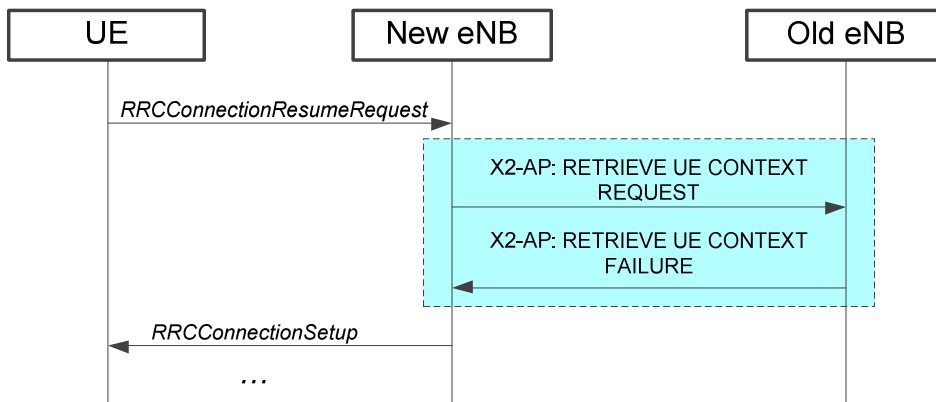 UE
New eNB
Old eNB
RRCConnectionResumeRequest
X2-AP: RETRIEVE UE CONTEXT
REQUEST
X2-AP: RETRIEVE UE CONTEXT
FAILURE
RRCConnectionSetup
...